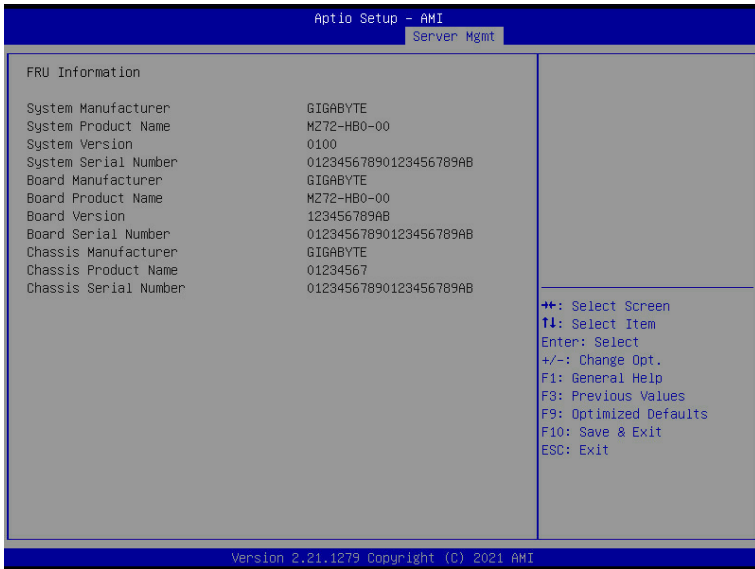 Aptio Setup – AMI
Server Mgmt
FRU Information
System Manufacturer GIGABYTE
System Product Name MZ72-HB0-00
System Version 0100
System Serial Number 01234567890123456789AB
Board Manufacturer GIGABYTE
Board Product Name MZ72-HB0-00
Board Version 123456789AB
Board Serial Number 01234567890123456789AB
Chassis Manufacturer GIGABYTE
Chassis Product Name 01234567
Chassis Serial Number 01234567890123456789AB
→←: Select Screen
↑↓: Select Item
Enter: Select
+/-: Change Opt.
F1: General Help
F3: Previous Values
F9: Optimized Defaults
F10: Save & Exit
ESC: Exit
Version 2.21.1279 Copyright (C) 2021 AMI